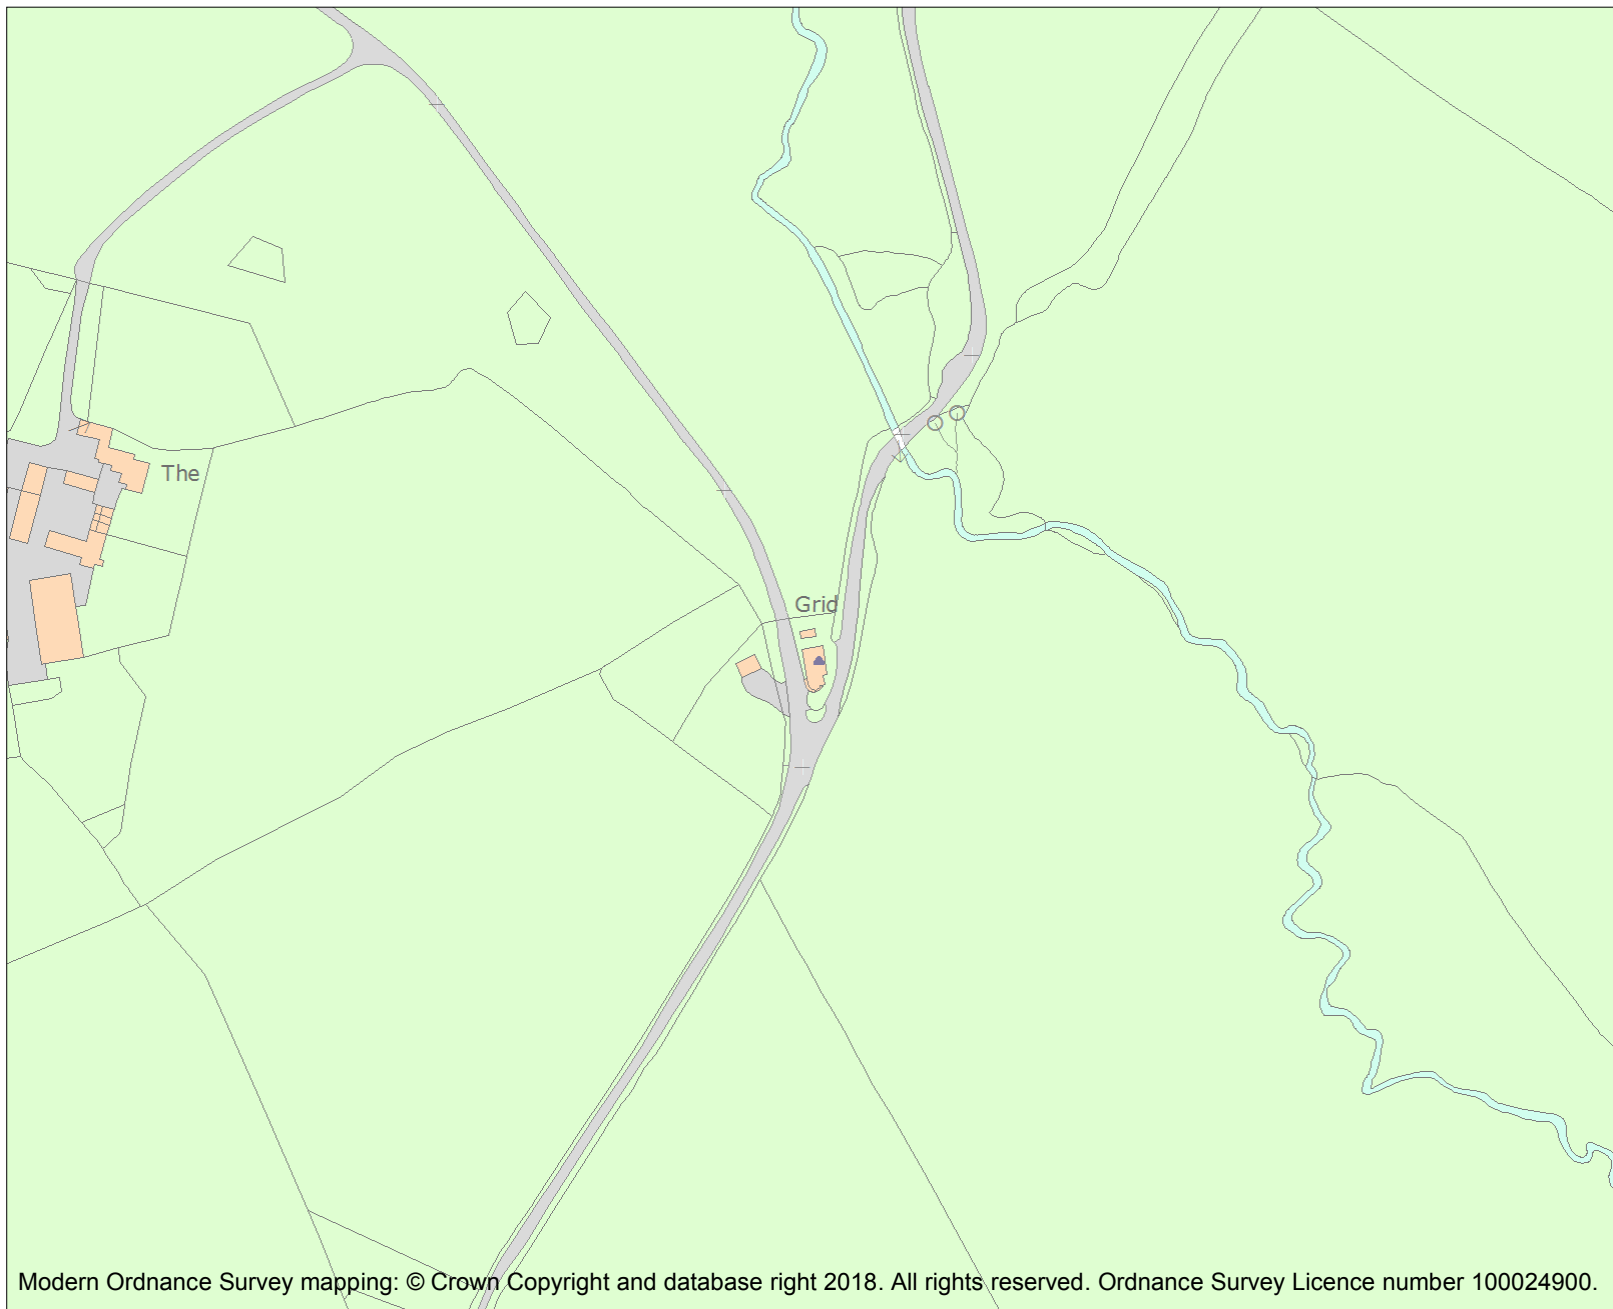 The
Grid
Modern Ordnance Survey mapping: © Crown Copyright and database right 2018. All rights reserved. Ordnance Survey Licence number 100024900.